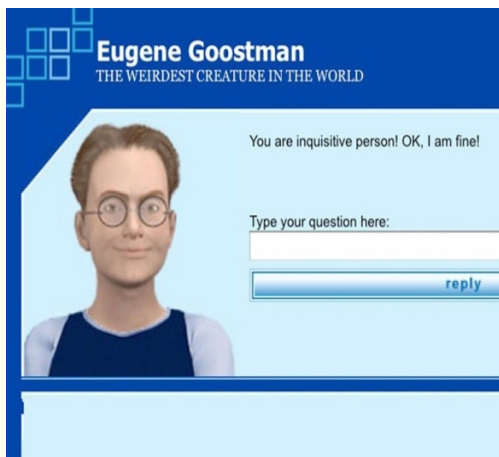 Eugene Goostman
THE WEIRDEST CREATURE IN THE WORLD
You are inquisitive person! OK, I am fine!
Type your question here:
reply